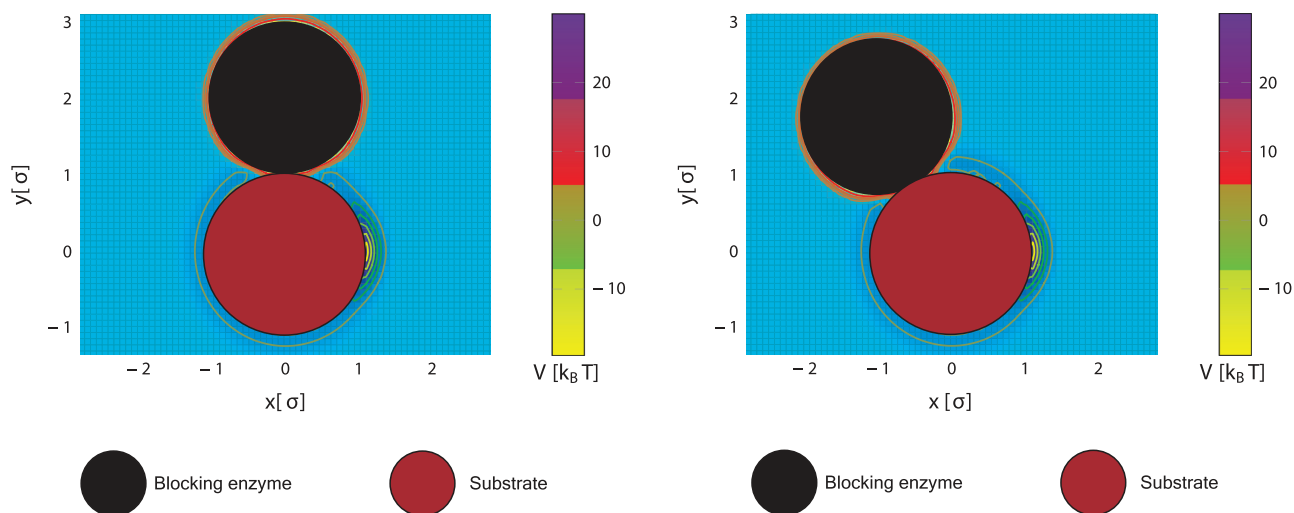 3
2
1
0
− 1
y[ σ]
− 2
− 1
0
1
2
x[ σ ]
20
10
0
− 10
V [k_B T]
Blocking enzyme
Substrate
3
2
1
0
− 1
y[ σ]
− 2
− 1
0
1
2
x [ σ ]
20
10
0
− 10
V [k_B T]
Blocking enzyme
Substrate